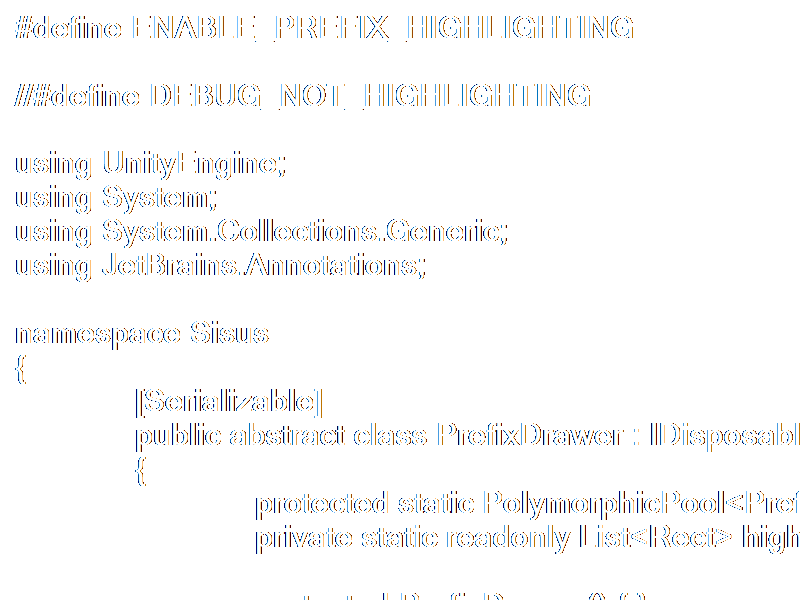 #define ENABLE_PREFIX_HIGHLIGHTING
//#define DEBUG_NOT_HIGHLIGHTING
using UnityEngine;
using System;
using System.Collections.Generic;
using JetBrains.Annotations;
namespace Sisus
{
[Serializable]
public abstract class PrefixDrawer : IDisposabl
{
protected static PolymorphicPool<Pref
private static readonly List<Rect> high